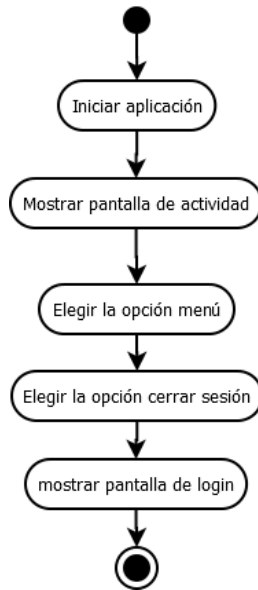 Iniciar aplicación
Mostrar pantalla de actividad
Elegir la opción menú
Elegir la opción cerrar sesión
mostrar pantalla de login